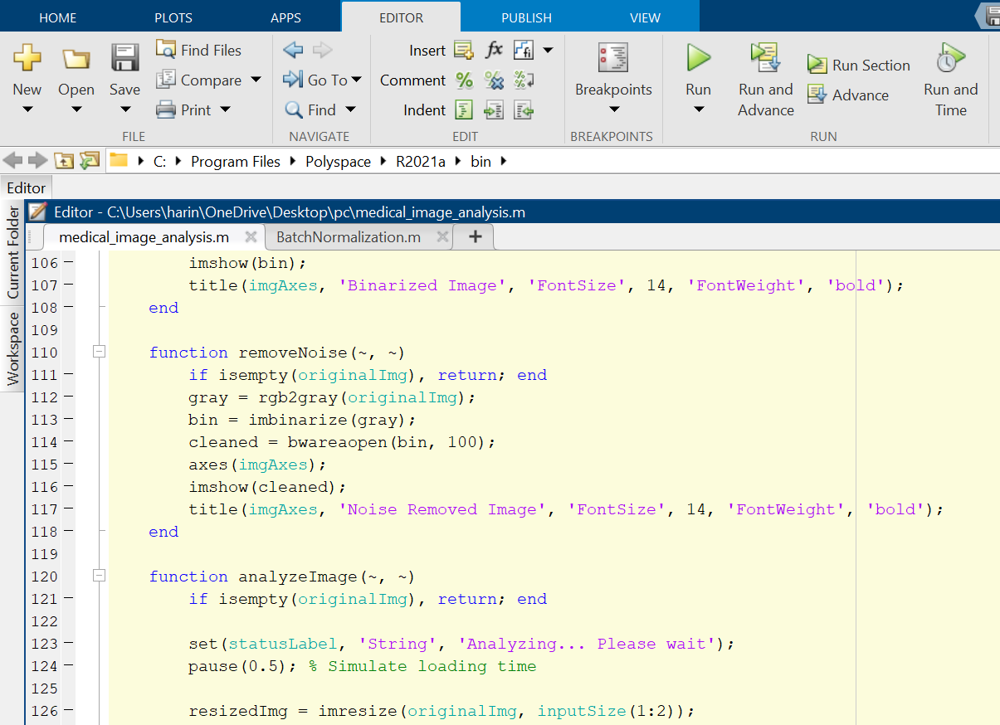 HOME PLOTS APPS EDITOR PUBLISH VIEW
New Open Save Find Files Compare Print
FILE
Go To Find
NAVIGATE
Insert fx fi
Comment % % %
Indent
EDIT
Breakpoints
BREAKPOINTS
Run Run and Advance Run Section Advance Run and Time
RUN
C: Program Files Polyspace R2021a bin
Editor
Current Folder
Workspace
Editor - C:\Users\harin\OneDrive\Desktop\pc\medical_image_analysis.m
medical_image_analysis.m BatchNormalization.m +
106 imshow(bin);
107 title(imgAxes, 'Binarized Image', 'FontSize', 14, 'FontWeight', 'bold');
108 end
109
110 function removeNoise(~, ~)
111 if isempty(originalImg), return; end
112 gray = rgb2gray(originalImg);
113 bin = imbinarize(gray);
114 cleaned = bwareaopen(bin, 100);
115 axes(imgAxes);
116 imshow(cleaned);
117 title(imgAxes, 'Noise Removed Image', 'FontSize', 14, 'FontWeight', 'bold');
118 end
119
120 function analyzeImage(~, ~)
121 if isempty(originalImg), return; end
122
123 set(statusLabel, 'String', 'Analyzing... Please wait');
124 pause(0.5); % Simulate loading time
125
126 resizedImg = imresize(originalImg, inputSize(1:2));